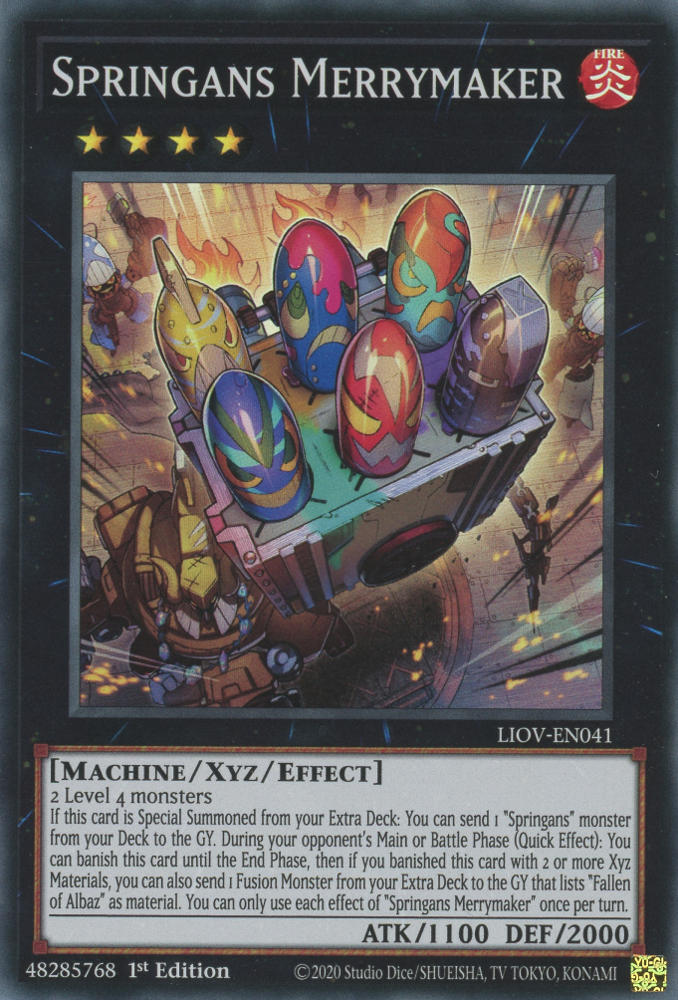 SPRINGANS MERRYMAKER
FIRE
炎
LIOV-EN041
[MACHINE/XYZ/EFFECT]
2 Level 4 monsters
If this card is Special Summoned from your Extra Deck: You can send 1 "Springans" monster
from your Deck to the GY. During your opponent's Main or Battle Phase (Quick Effect): You
can banish this card until the End Phase, then if you banished this card with 2 or more Xyz
Materials, you can also send 1 Fusion Monster from your Extra Deck to the GY that lists "Fallen
of Albaz" as material. You can only use each effect of "Springans Merrymaker" once per turn.
ATK/1100 DEF/2000
48285768 1st Edition
©2020 Studio Dice/SHUEISHA, TV TOKYO, KONAMI